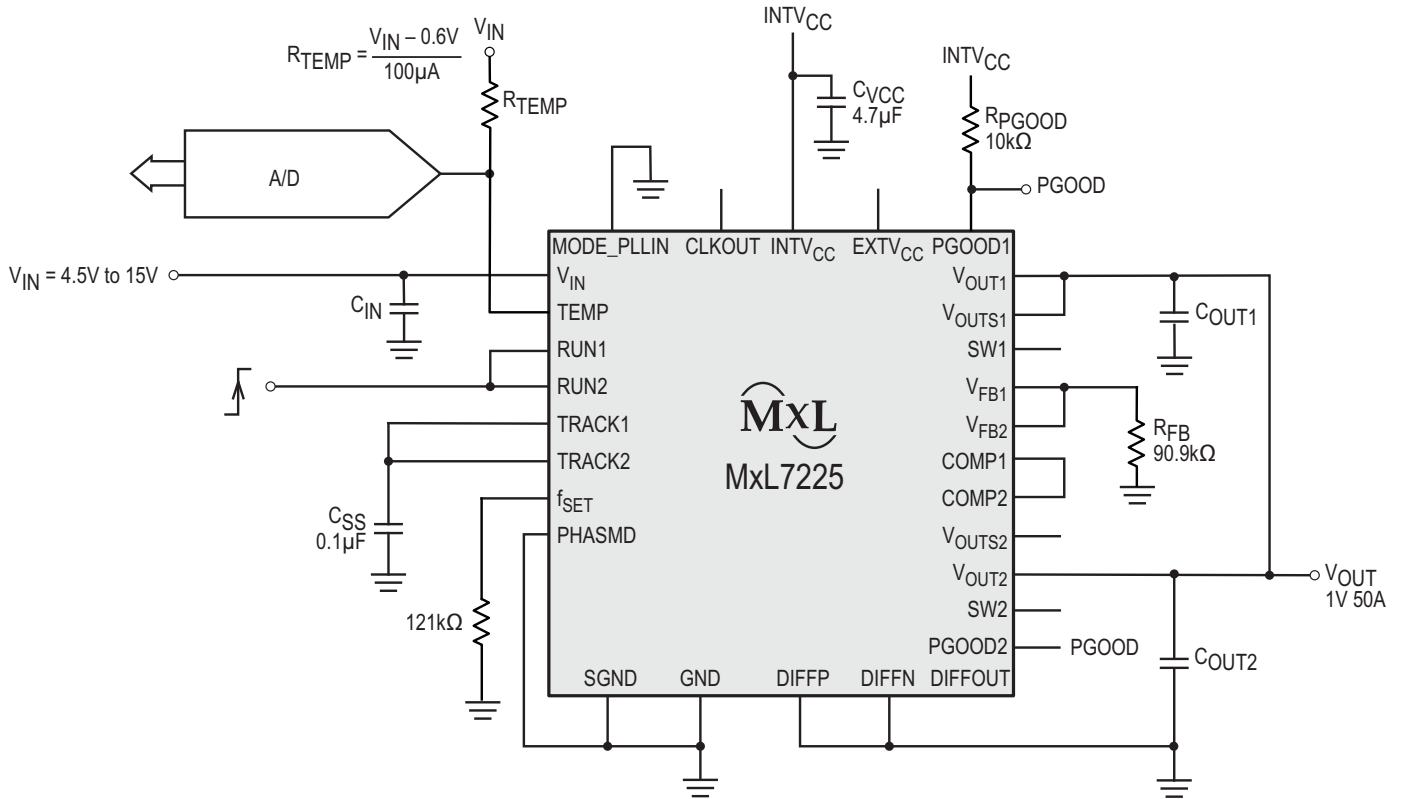 R_TEMP = (V_IN – 0.6V) / 100µA
V_IN
R_TEMP
A/D
INTV_CC
C_VCC
4.7µF
INTV_CC
R_PGOOD
10kΩ
PGOOD
MODE_PLLIN
CLKOUT
INTV_CC
EXTV_CC
PGOOD1
V_IN = 4.5V to 15V
C_IN
V_IN
TEMP
RUN1
RUN2
TRACK1
TRACK2
f_SET
PHASMD
C_SS
0.1µF
121kΩ
MxL
MxL7225
V_OUT1
V_OUTS1
SW1
V_FB1
V_FB2
COMP1
COMP2
V_OUTS2
V_OUT2
SW2
PGOOD2
PGOOD
C_OUT1
R_FB
90.9kΩ
V_OUT
1V 50A
C_OUT2
SGND
GND
DIFFP
DIFFN
DIFFOUT